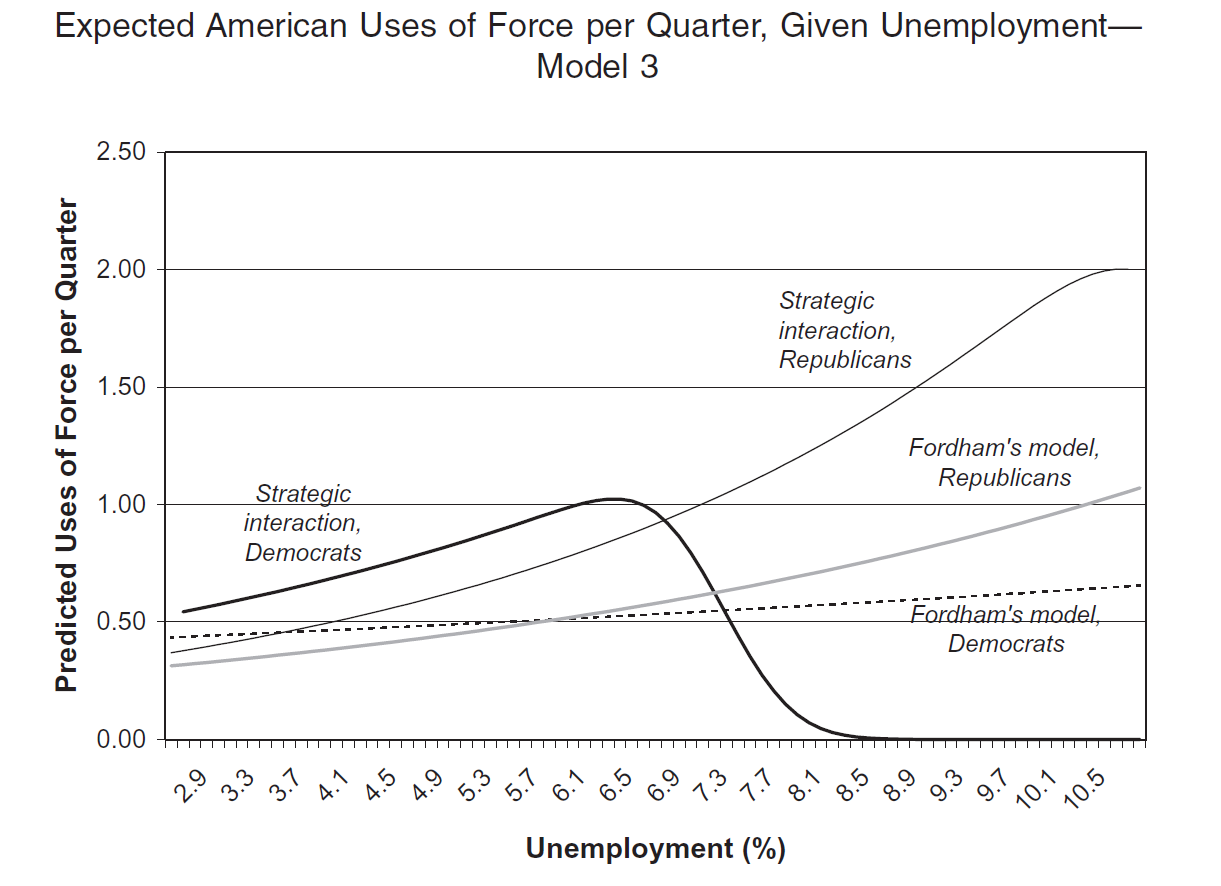 Expected American Uses of Force per Quarter, Given Unemployment—
Model 3
Predicted Uses of Force per Quarter
2.50
2.00
1.50
1.00
0.50
0.00
Strategic
interaction,
Republicans
Fordham's model,
Republicans
Strategic
interaction,
Democrats
Fordham's model,
Democrats
2.9 3.3 3.7 4.1 4.5 4.9 5.3 5.7 6.1 6.5 6.9 7.3 7.7 8.1 8.5 8.9 9.3 9.7 10.1 10.5
Unemployment (%)